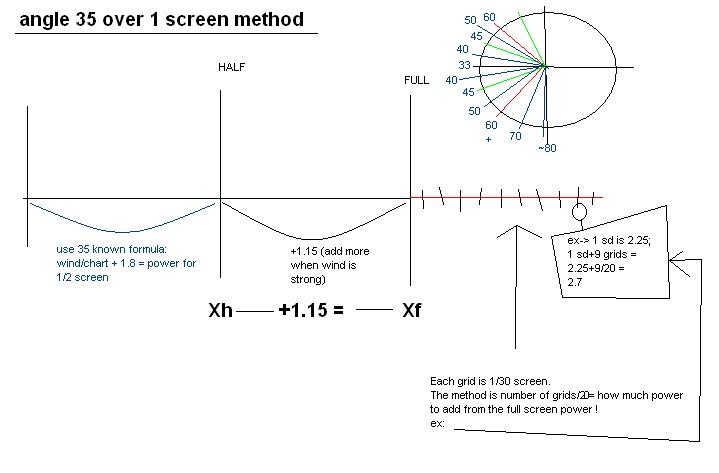 angle 35 over 1 screen method
HALF
FULL
50 60
45
40
33
40
45
50
60
+
70
~80
use 35 known formula:
wind/chart + 1.8 = power for
1/2 screen
+1.15 (add more
when wind is
strong)
ex-> 1 sd is 2.25;
1 sd+9 grids =
2.25+9/20 =
2.7
Xh +1.15 = Xf
Each grid is 1/30 screen.
The method is number of grids/20= how much power
to add from the full screen power !
ex: